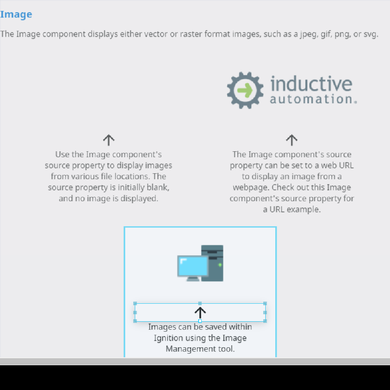 Image
The Image component displays either vector or raster format images, such as a jpeg, gif, png, or svg.
inductive
automation.
Use the Image component's
source property to display images
from various file locations. The
source property is initially blank,
and no image is displayed.
The Image component's source
property can be set to a web URL
to display an image from a
webpage. Check out this Image
component's source property for
a URL example.
Images can be saved within
Ignition using the Image
Management tool.